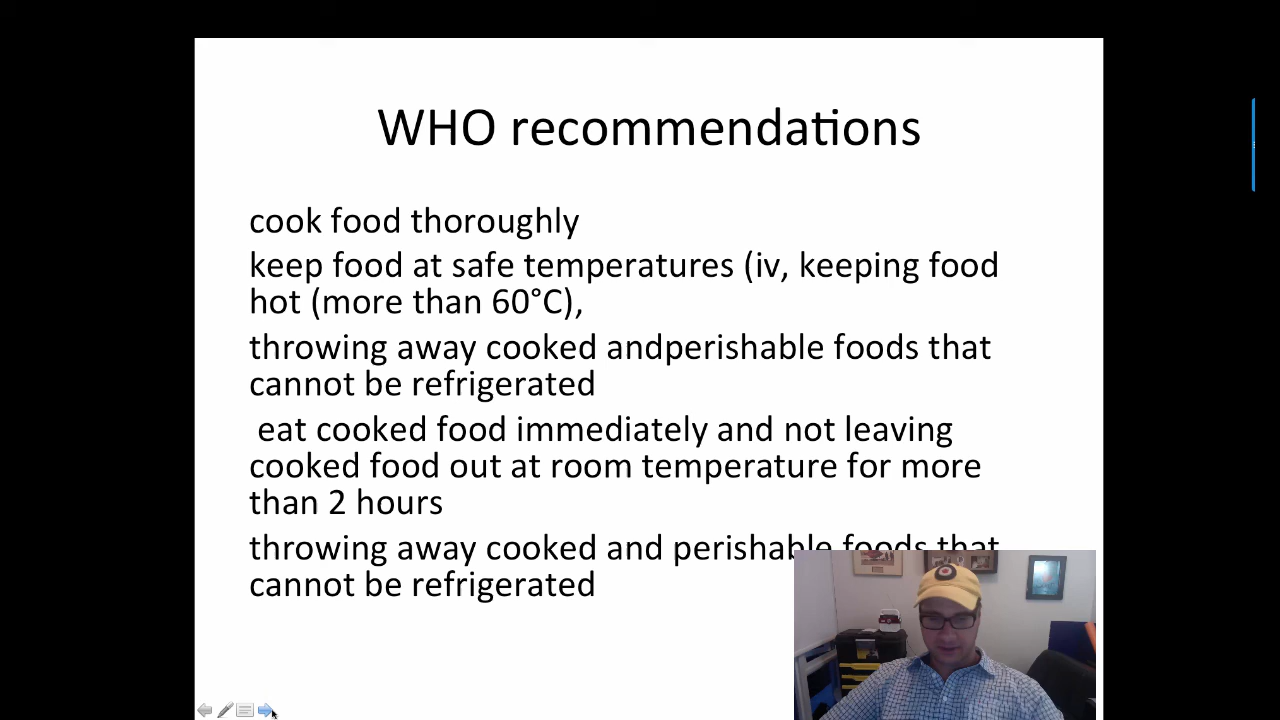 WHO recommendations
cook food thoroughly
keep food at safe temperatures (iv, keeping food
hot (more than 60°C),
throwing away cooked andperishable foods that
cannot be refrigerated
eat cooked food immediately and not leaving
cooked food out at room temperature for more
than 2 hours
throwing away cooked and perishable foods that
cannot be refrigerated